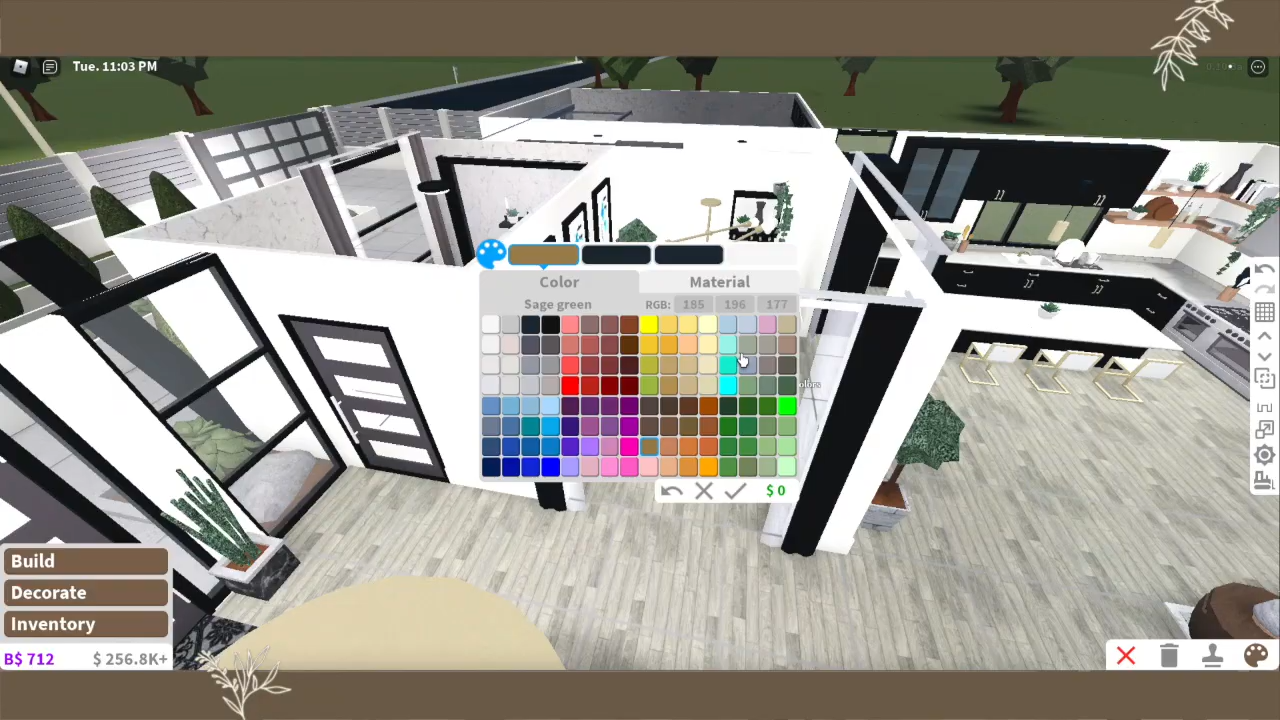 Tue. 11:03 PM
Color
Material
Sage green
RGB: 185 196 177
olors
$ 0
Build
Decorate
Inventory
B$ 712
$ 256.8K+